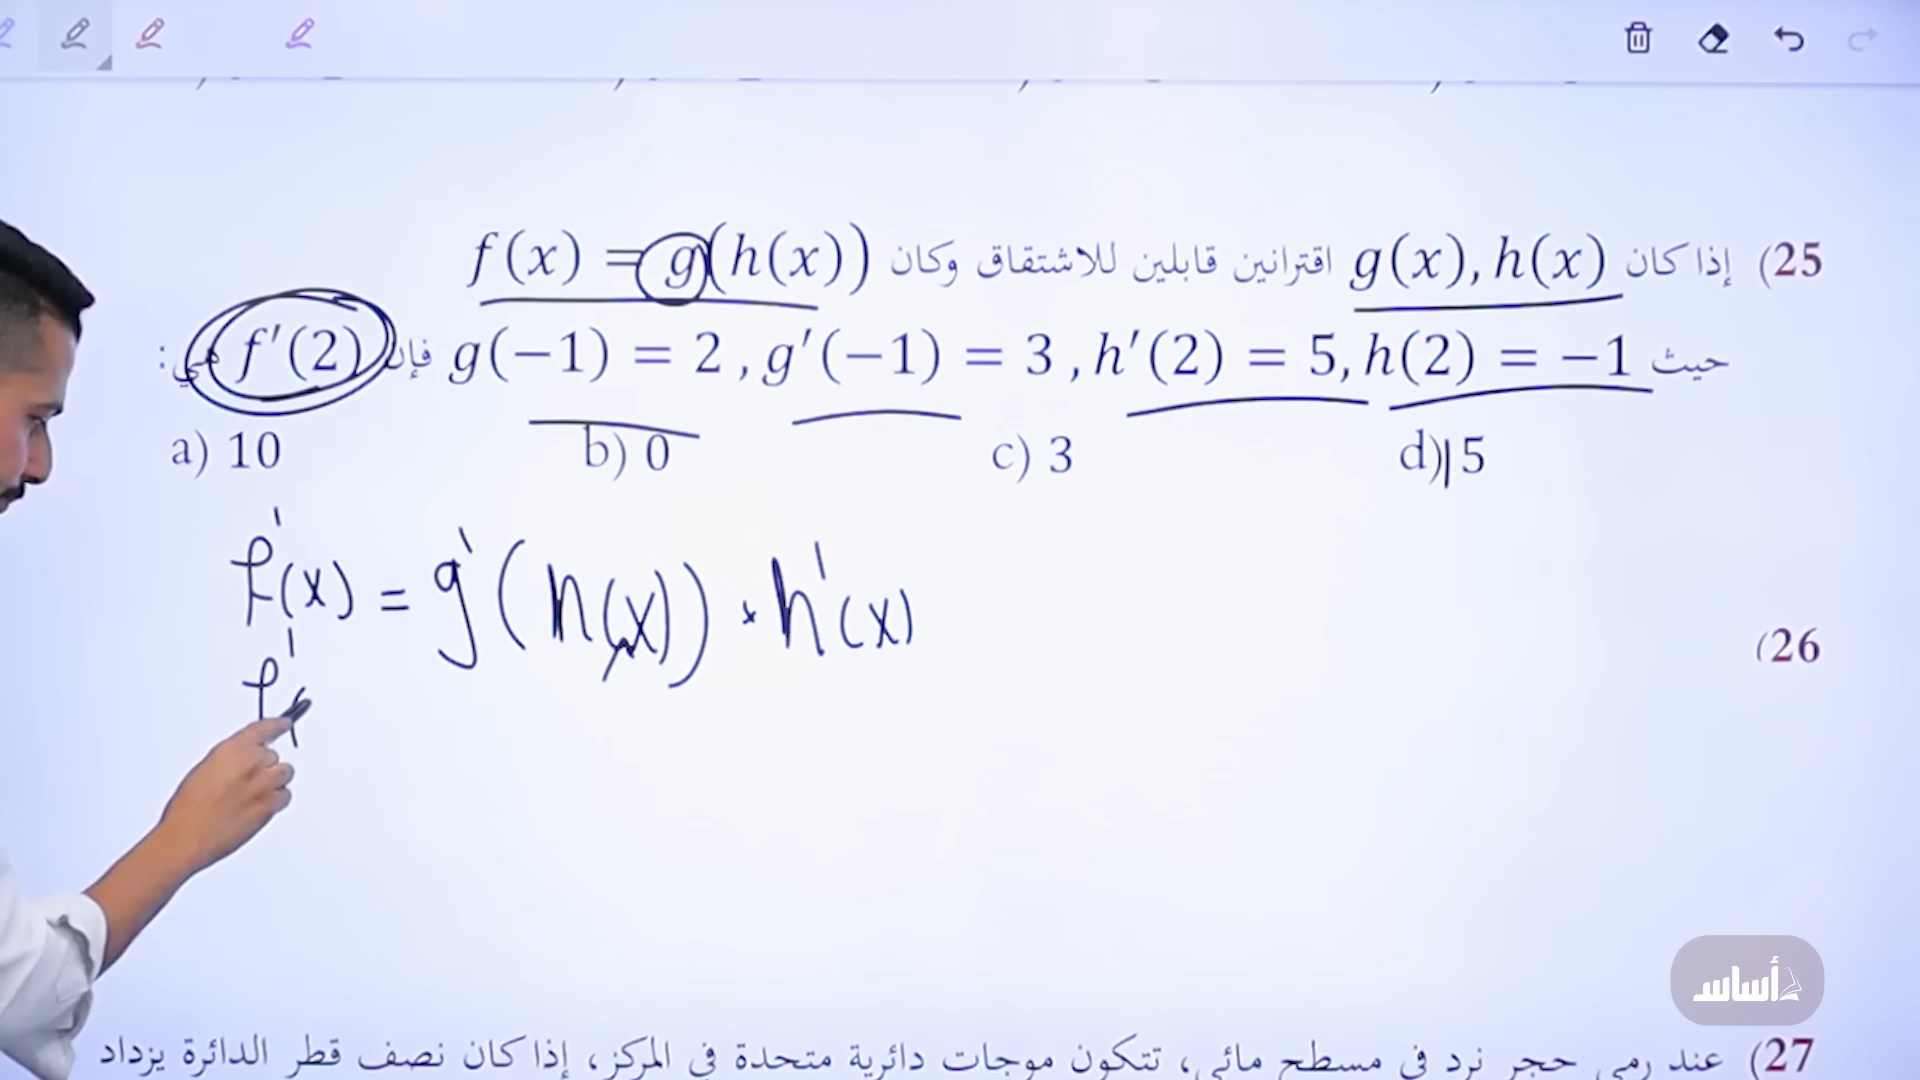 25) إذا كان g(x), h(x) اقترانين قابلين للاشتقاق وكان f(x) = g(h(x))
حيث g(−1) = 2 , g′(−1) = 3 , h′(2) = 5, h(2) = −1 فإن f′(2) هي :
a) 10 b) 0 c) 3 d) 15
f'(x) = g'(h(x)) * h'(x)
f'(
26)
أساس
27) عند رمي حجر نرد في مسطح مائي، تتكون موجات دائرية متحدة في المركز، إذا كان نصف قطر الدائرة يزداد